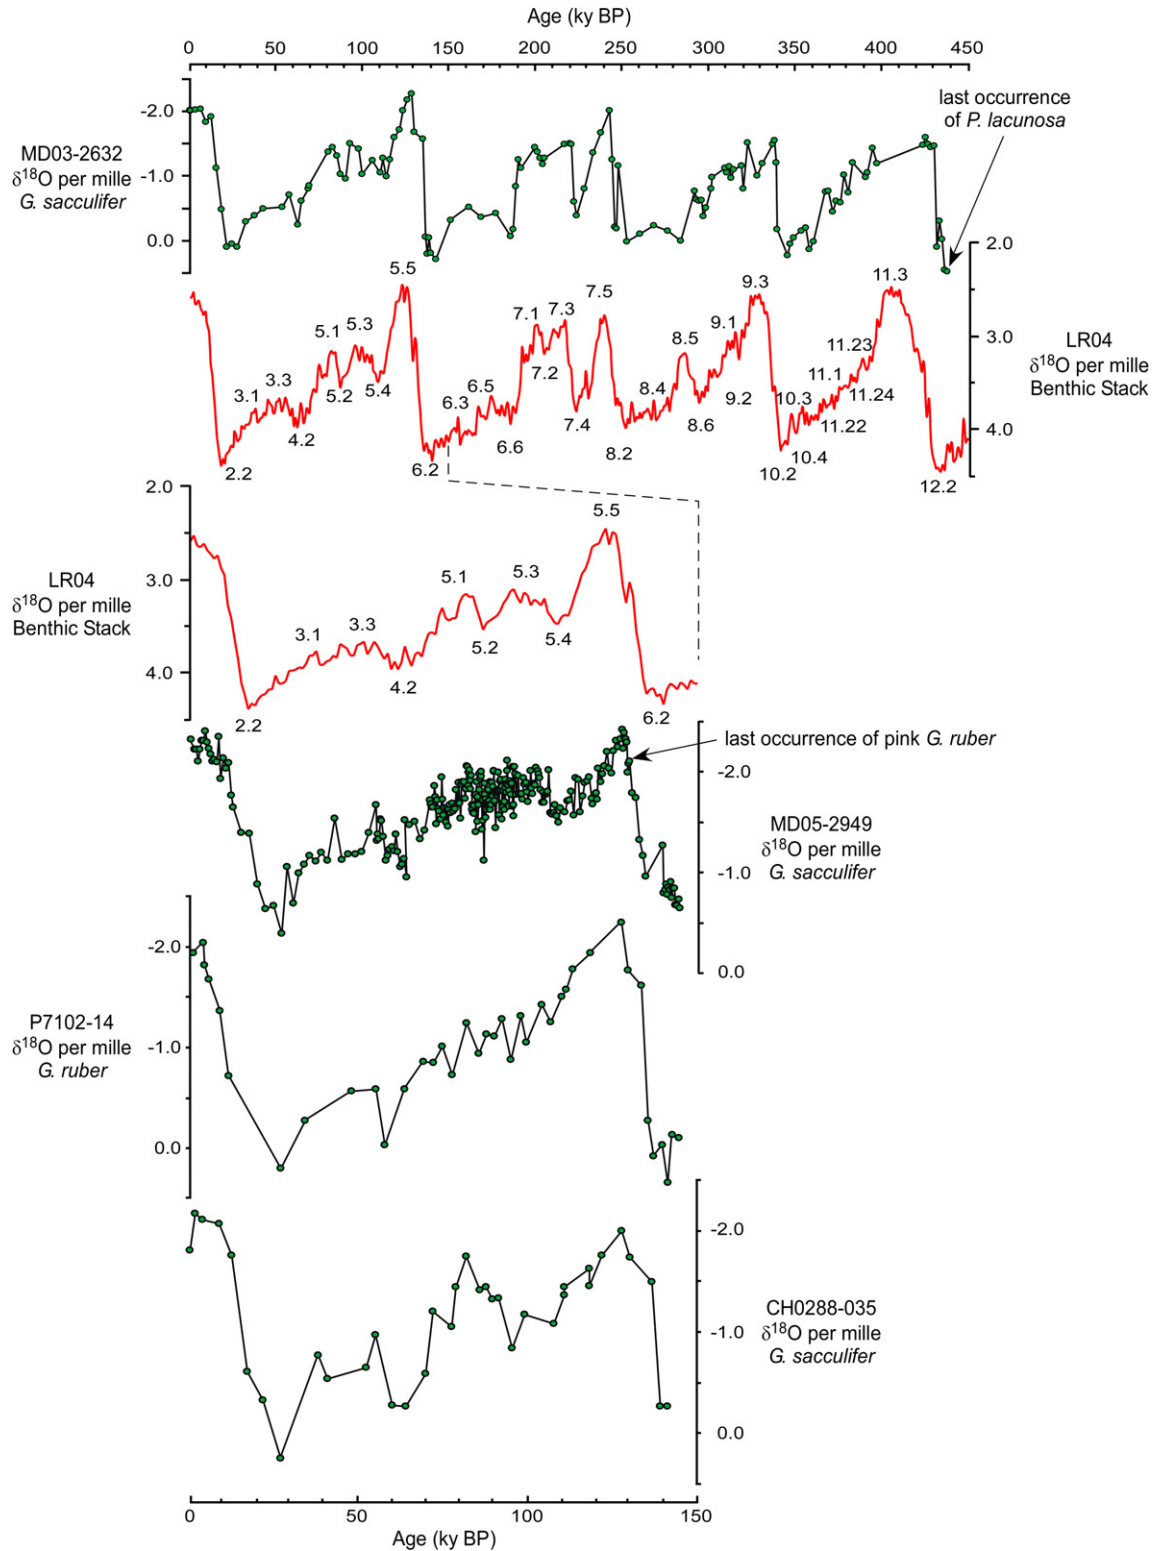 Age (ky BP)
0 50 100 150 200 250 300 350 400 450
-2.0
-1.0
0.0
MD03-2632
δ18O per mille
G. sacculifer
last occurrence
of P. lacunosa
2.0
3.0
4.0
LR04
δ18O per mille
Benthic Stack
2.2
3.1
3.3
4.2
5.1
5.2
5.3
5.4
5.5
6.2
6.3
6.5
6.6
7.1
7.2
7.3
7.4
7.5
8.2
8.4
8.5
8.6
9.1
9.2
9.3
10.2
10.3
10.4
11.1
11.22
11.23
11.24
11.3
12.2
2.0
3.0
4.0
LR04
δ18O per mille
Benthic Stack
2.2
3.1
3.3
4.2
5.1
5.2
5.3
5.4
5.5
6.2
last occurrence of pink G. ruber
-2.0
-1.0
0.0
MD05-2949
δ18O per mille
G. sacculifer
-2.0
-1.0
0.0
P7102-14
δ18O per mille
G. ruber
-2.0
-1.0
0.0
CH0288-035
δ18O per mille
G. sacculifer
0 50 100 150
Age (ky BP)